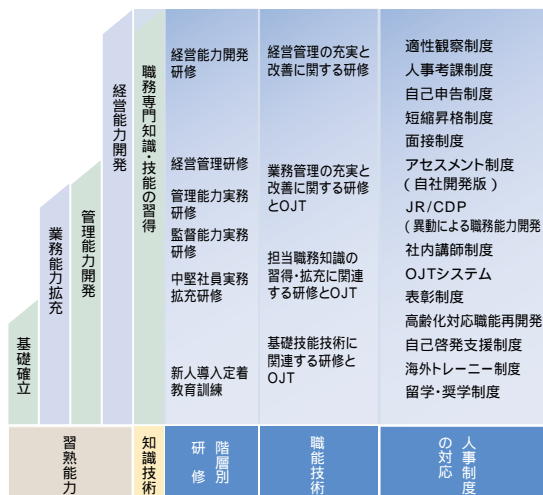 基礎確立
業務能力拡充
管理能力開発
経営能力開発
職務専門知識・技能の習得
経営能力開発
研修
経営管理研修
管理能力実務
研修
監督能力実務
研修
中堅社員実務
拡充研修
新人導入定着
教育訓練
経営管理の充実と
改善に関する研修
業務管理の充実と
改善に関する研修
とOJT
担当職務知識の
習得・拡充に関連
する研修とOJT
基礎技能技術に
関連する研修と
OJT
適性観察制度
人事考課制度
自己申告制度
短縮昇格制度
面接制度
アセスメント制度
(自社開発版)
JR/CDP
(異動による職務能力開発
社内講師制度
OJTシステム
表彰制度
高齢化対応職能再開発
自己啓発支援制度
海外トレーニー制度
留学・奨学制度
習熟能力
知識技術
階層別
研修
職能技術
人事制度
の対応